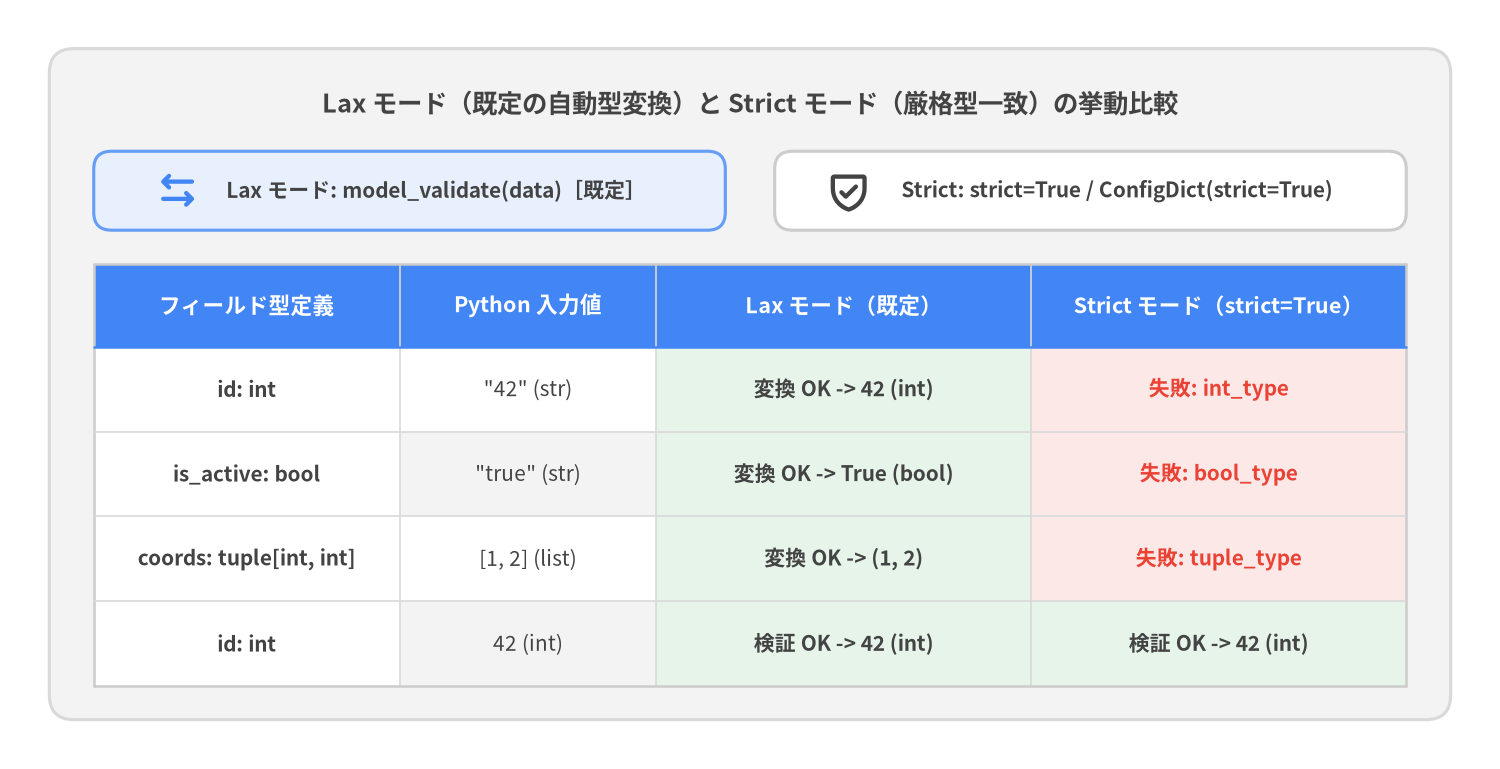 Lax モード（既定の自動型変換）と Strict モード（厳格型一致）の挙動比較
Lax モード: model_validate(data)［既定］
Strict: strict=True / ConfigDict(strict=True)
フィールド型定義
Python 入力値
Lax モード（既定）
Strict モード（strict=True）
id: int
"42" (str)
変換 OK -> 42 (int)
失敗: int_type
is_active: bool
"true" (str)
変換 OK -> True (bool)
失敗: bool_type
coords: tuple[int, int]
[1, 2] (list)
変換 OK -> (1, 2)
失敗: tuple_type
id: int
42 (int)
検証 OK -> 42 (int)
検証 OK -> 42 (int)